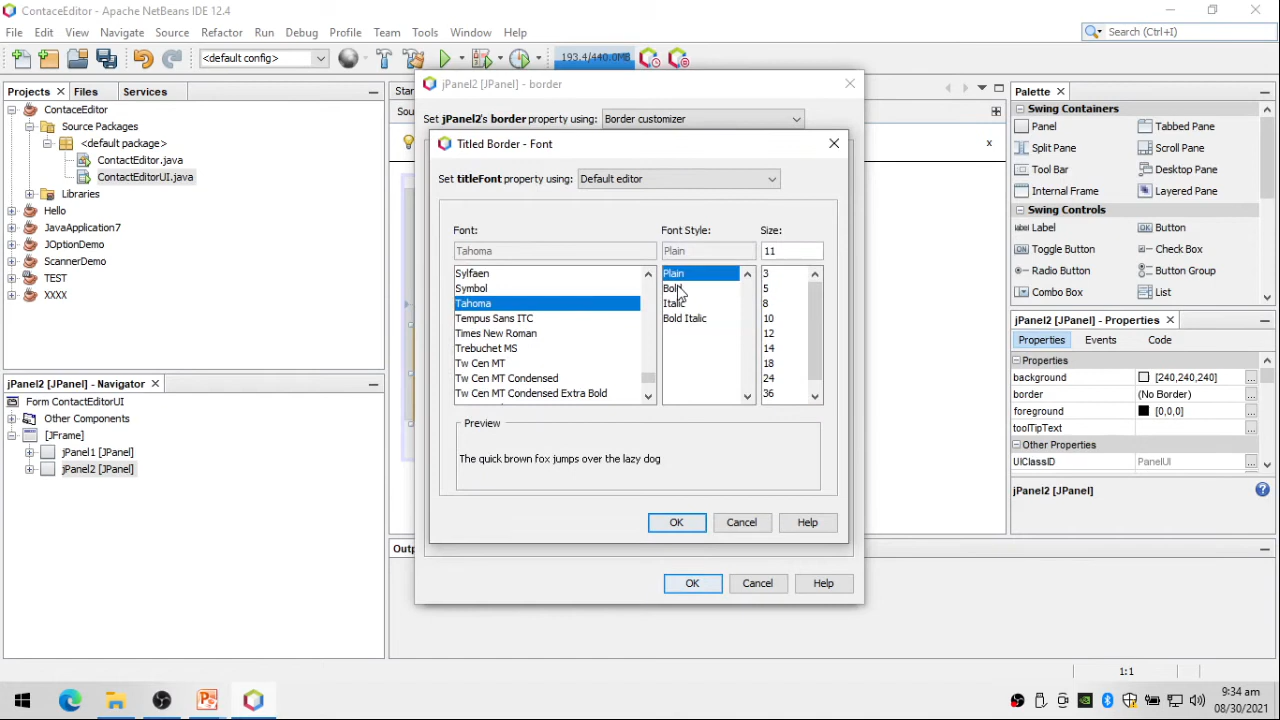 ContaceEditor - Apache NetBeans IDE 12.4
File Edit View Navigate Source Refactor Run Debug Profile Team Tools Window Help
Search (Ctrl+I)
<default config>
193.4/440.0MB
Projects Files Services
ContaceEditor
Source Packages
<default package>
ContactEditor.java
ContactEditorUI.java
Libraries
Hello
JavaApplication7
JOptionDemo
ScannerDemo
TEST
XXXX
jPanel2 [JPanel] - Navigator
Form ContactEditorUI
Other Components
[JFrame]
jPanel1 [JPanel]
jPanel2 [JPanel]
Star
Sou
Outp
jPanel2 [JPanel] - border
Set jPanel2's border property using: Border customizer
Titled Border - Font
Set titleFont property using: Default editor
Font: Font Style: Size:
Tahoma Plain 11
Sylfaen Plain 3
Symbol Bold 5
Tahoma Italic 8
Tempus Sans ITC Bold Italic 10
Times New Roman 12
Trebuchet MS 14
Tw Cen MT 18
Tw Cen MT Condensed 24
Tw Cen MT Condensed Extra Bold 36
Preview
The quick brown fox jumps over the lazy dog
OK Cancel Help
OK Cancel Help
Palette
Swing Containers
Panel Tabbed Pane
Split Pane Scroll Pane
Tool Bar Desktop Pane
Internal Frame Layered Pane
Swing Controls
Label Button
Toggle Button Check Box
Radio Button Button Group
Combo Box List
jPanel2 [JPanel] - Properties
Properties Events Code
Properties
background [240,240,240] ...
border (No Border) ...
foreground [0,0,0] ...
toolTipText ...
Other Properties
UIClassID PanelUI ...
jPanel2 [JPanel]
1:1
9:34 am
08/30/2021